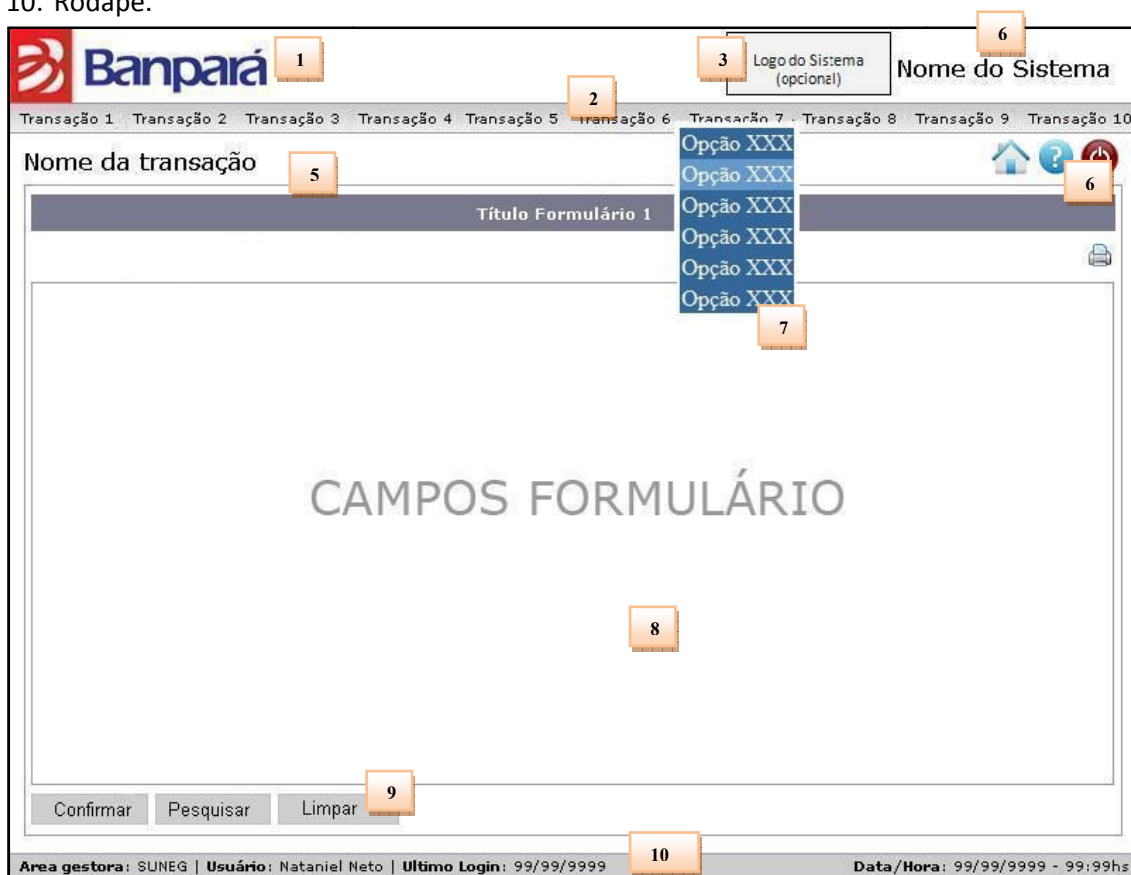 10. Rodapé.
6
Banpará
1
3
Logo do Sistema
(opcional)
Nome do Sistema
2
Transação 1 Transação 2 Transação 3 Transação 4 Transação 5 Transação 6 Transação 7 Transação 8 Transação 9 Transação 10
Nome da transação
5
Opção XXX
6
Opção XXX
Título Formulário 1
Opção XXX
Opção XXX
Opção XXX
Opção XXX
7
CAMPOS FORMULÁRIO
8
9
Confirmar Pesquisar Limpar
10
Area gestora: SUNEG | Usuário: Nataniel Neto | Ultimo Login: 99/99/9999 Data/Hora: 99/99/9999 - 99:99hs